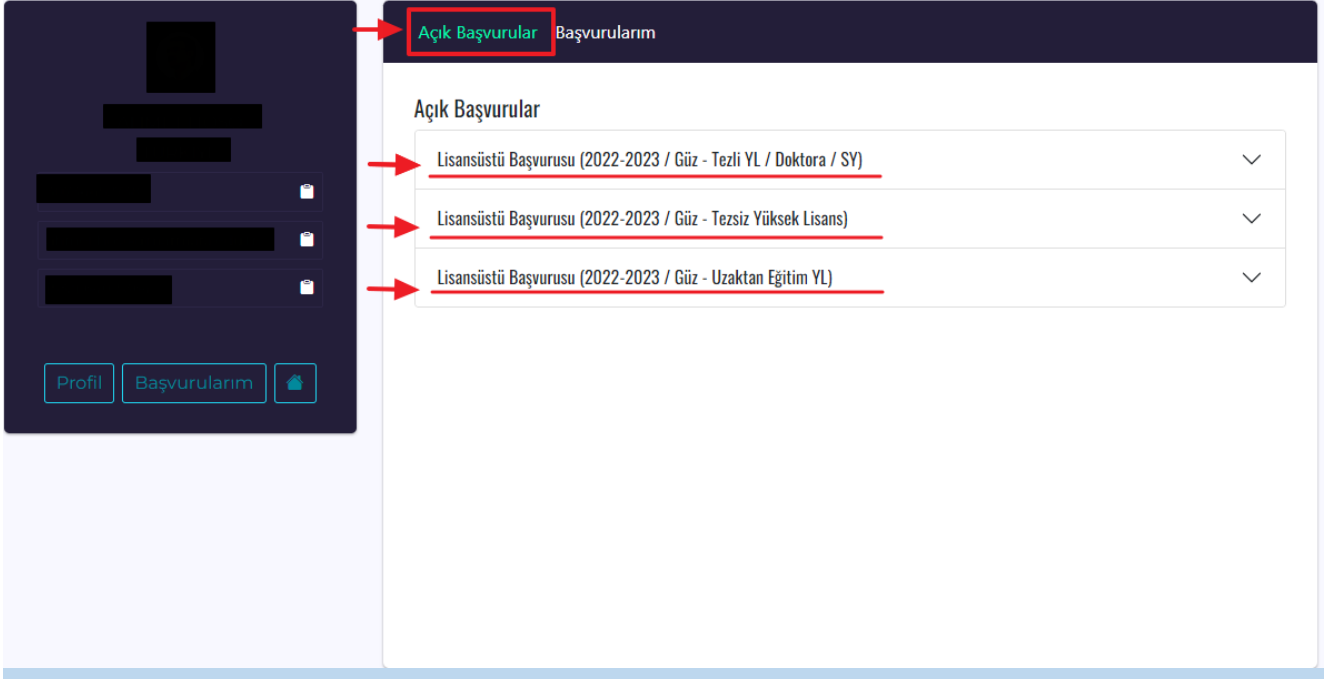 Açık Başvurular Başvurularım
Açık Başvurular
Lisansüstü Başvurusu (2022-2023 / Güz - Tezli YL / Doktora / SY)
Lisansüstü Başvurusu (2022-2023 / Güz - Tezsiz Yüksek Lisans)
Lisansüstü Başvurusu (2022-2023 / Güz - Uzaktan Eğitim YL)
Profil Başvurularım